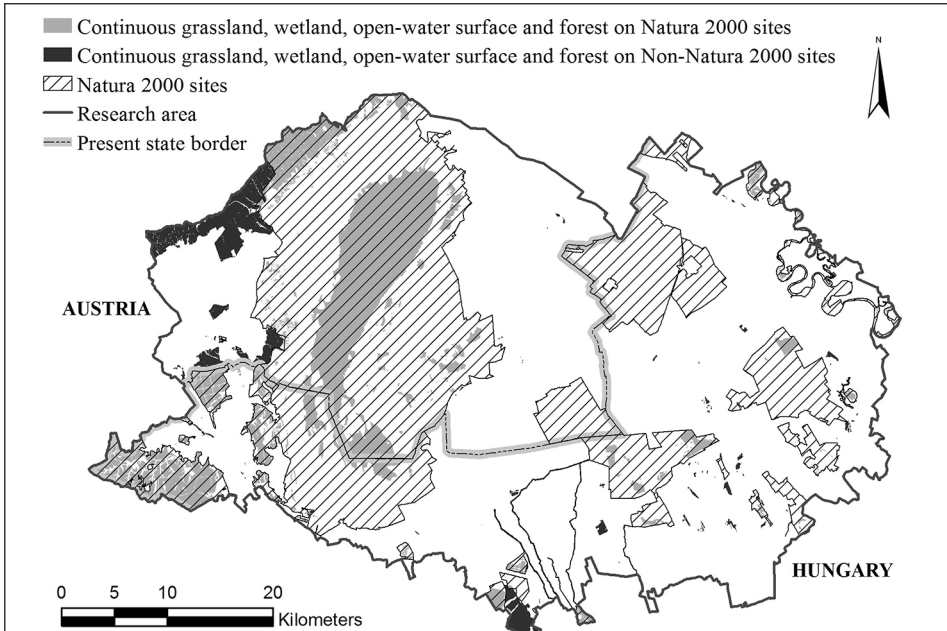 Continuous grassland, wetland, open-water surface and forest on Natura 2000 sites
Continuous grassland, wetland, open-water surface and forest on Non-Natura 2000 sites
Natura 2000 sites
Research area
Present state border
N
AUSTRIA
HUNGARY
0 5 10 20
Kilometers